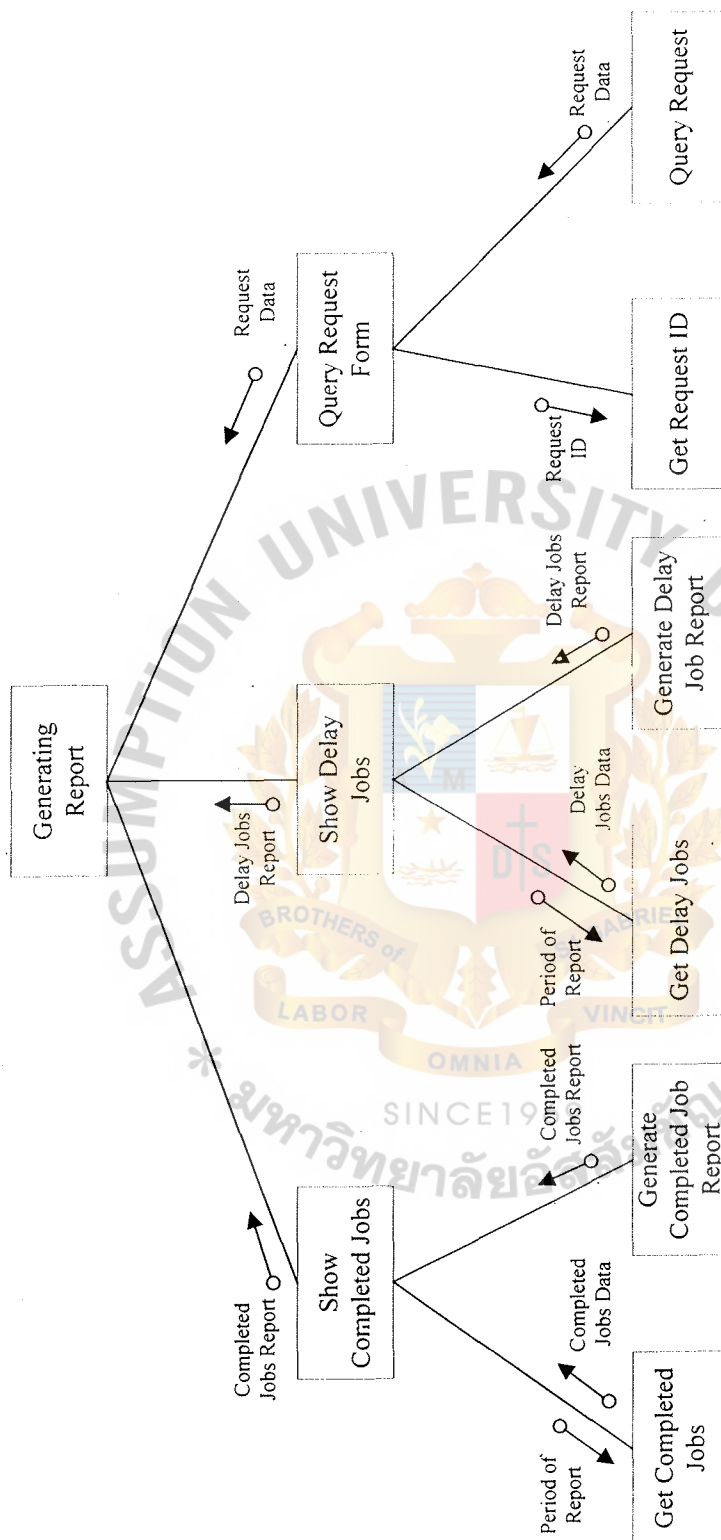 Generating
Report
Completed
Jobs Report
Delay Jobs
Report
Request
Data
Show
Completed Jobs
Show Delay
Jobs
Query Request
Form
Period of
Report
Completed
Jobs Data
Completed
Jobs Report
Period of
Report
Delay
Jobs Data
Delay Jobs
Report
Request
ID
Request
Data
Get Completed
Jobs
Generate
Completed Job
Report
Get Delay Jobs
Generate Delay
Job Report
Get Request ID
Query Request
ASSUMPTION UNIVERSITY
BROTHERS of
M
D S
LABOR
OMNIA
VINCIT